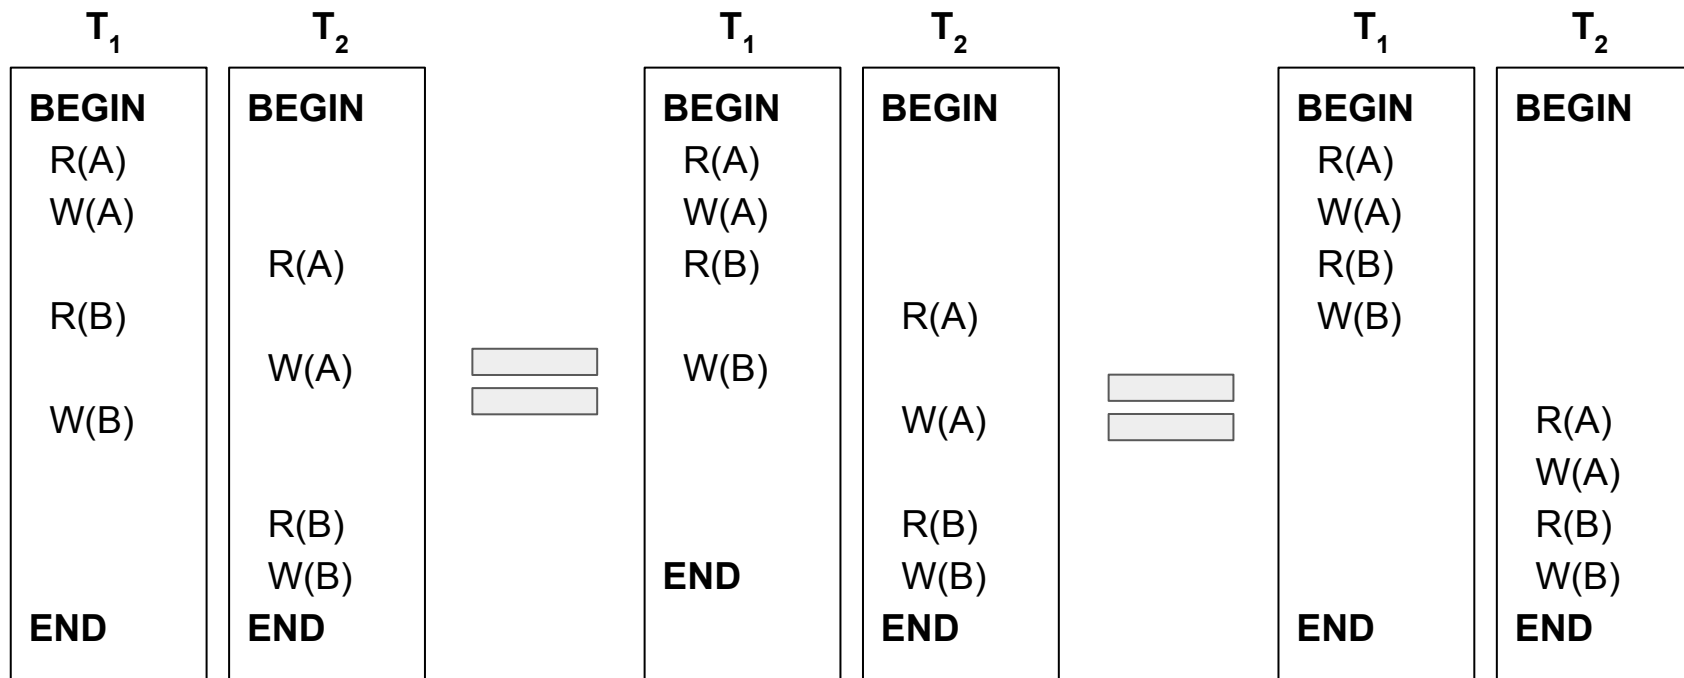 T1 T2 T1 T2 T1 T2
BEGIN BEGIN BEGIN BEGIN BEGIN BEGIN
R(A) R(A) R(A)
W(A) W(A) W(A)
R(A) R(B) R(B)
R(B) R(A) W(B)
W(A) W(B)
W(B) W(A) R(A)
W(A)
R(B) R(B) R(B)
W(B) END W(B) W(B)
END END END END END